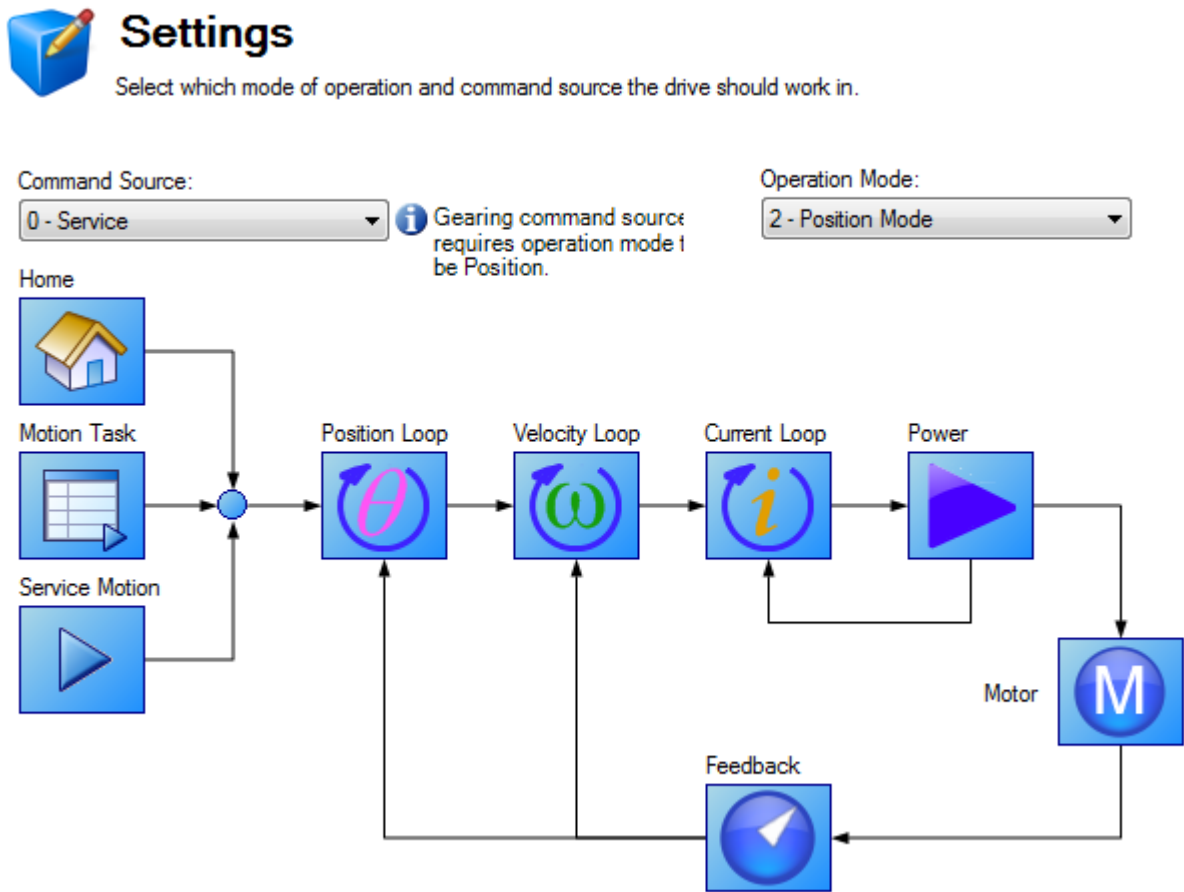 Settings
Select which mode of operation and command source the drive should work in.
Command Source:
Operation Mode:
0 - Service
2 - Position Mode
Gearing command source
requires operation mode t
be Position.
Home
Motion Task
Position Loop
Velocity Loop
Current Loop
Power
θ
ω
i
Service Motion
Motor
M
Feedback